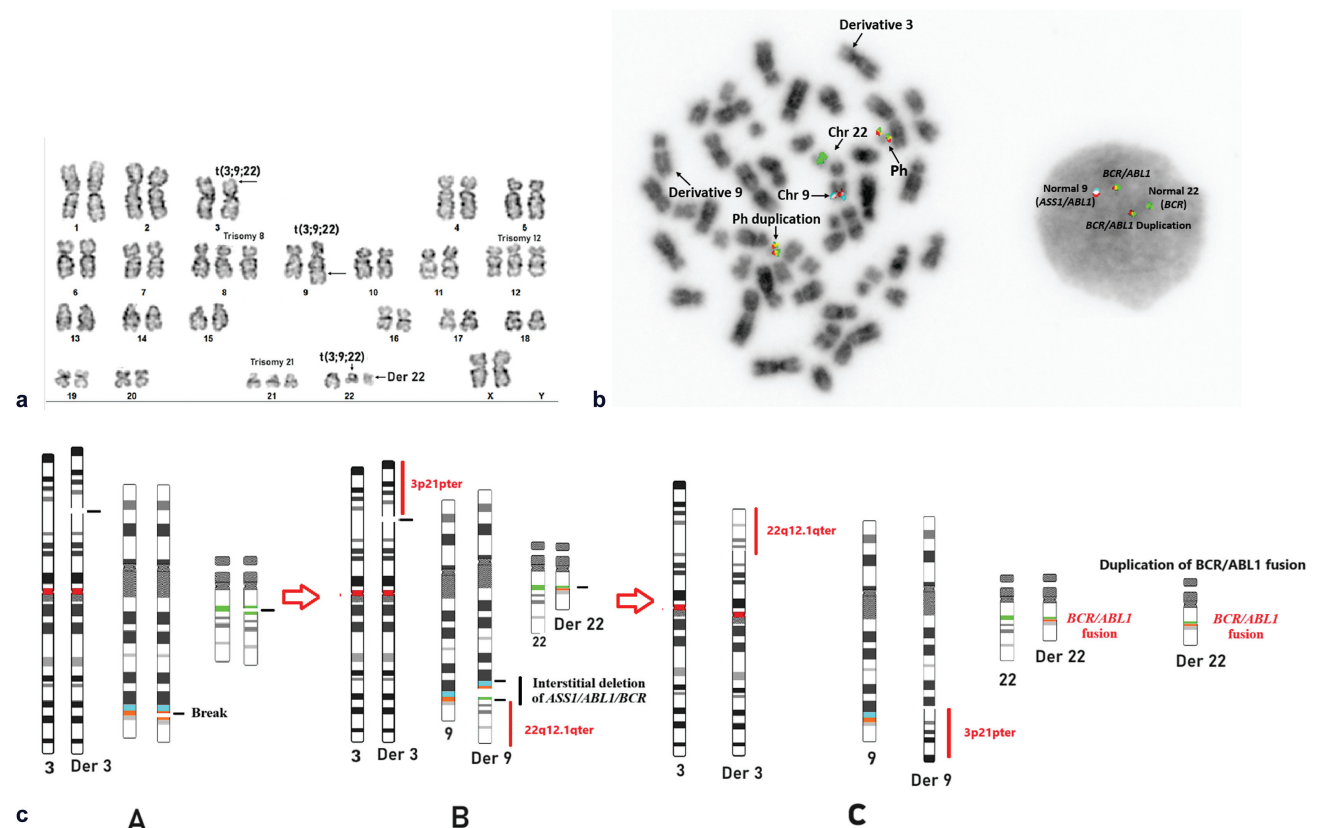 t(3;9;22)
1
2
3
4
5
t(3;9;22)
Trisomy 8
Trisomy 12
6
7
8
9
10
11
12
13
14
15
16
17
18
t(3;9;22)
Trisomy 21
Der 22
19
20
21
22
X
Y
a
Derivative 3
Chr 22
Ph
Derivative 9
Chr 9
Ph duplication
BCR/ABL1
Normal 9
(ASS1/ABL1)
Normal 22
(BCR)
BCR/ABL1 Duplication
b
Break
3
Der 3
A
3p21pter
22
Der 22
Interstitial deletion
of ASS1/ABL1/BCR
22q12.1qter
9
Der 9
3
Der 3
B
22q12.1qter
3
Der 3
3p21pter
9
Der 9
Duplication of BCR/ABL1 fusion
BCR/ABL1
fusion
Der 22
22
BCR/ABL1
fusion
Der 22
C
c